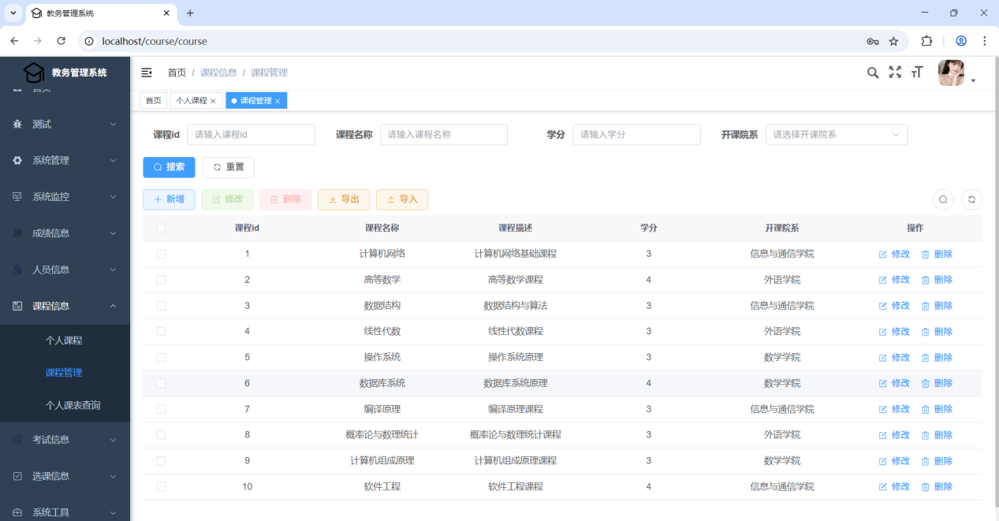 教务管理系统
localhost/course/course
教务管理系统
首页 / 课程信息 / 课程管理
首页
测试
系统管理
系统监控
成绩信息
人员信息
课程信息
个人课程
课程管理
个人课表查询
考试信息
选课信息
系统工具
首页 个人课程 课程管理
课程id 请输入课程id 课程名称 请输入课程名称 学分 请输入学分 开课院系 请选择开课院系
搜索 重置
新增 修改 删除 导出 导入
课程id 课程名称 课程描述 学分 开课院系 操作
1 计算机网络 计算机网络基础课程 3 信息与通信学院 修改 删除
2 高等数学 高等数学课程 4 外语学院 修改 删除
3 数据结构 数据结构与算法 3 信息与通信学院 修改 删除
4 线性代数 线性代数课程 3 外语学院 修改 删除
5 操作系统 操作系统原理 3 数学学院 修改 删除
6 数据库系统 数据库系统原理 4 数学学院 修改 删除
7 编译原理 编译原理课程 3 信息与通信学院 修改 删除
8 概率论与数理统计 概率论与数理统计课程 3 外语学院 修改 删除
9 计算机组成原理 计算机组成原理课程 3 数学学院 修改 删除
10 软件工程 软件工程课程 4 信息与通信学院 修改 删除